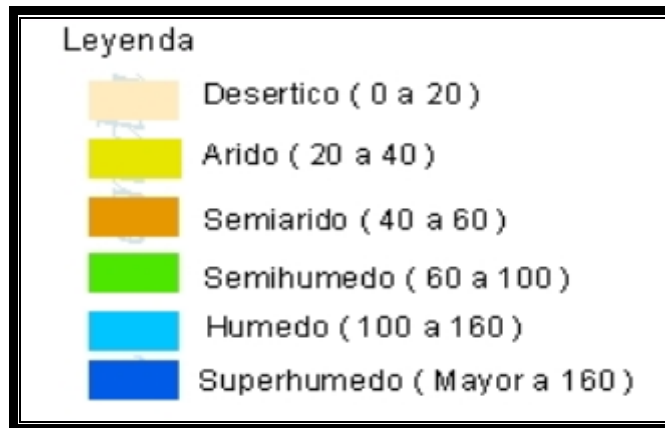 Leyenda
Desertico ( 0 a 20 )
Arido ( 20 a 40 )
Semiarido ( 40 a 60 )
Semihumedo ( 60 a 100 )
Humedo ( 100 a 160 )
Superhumedo ( Mayor a 160 )